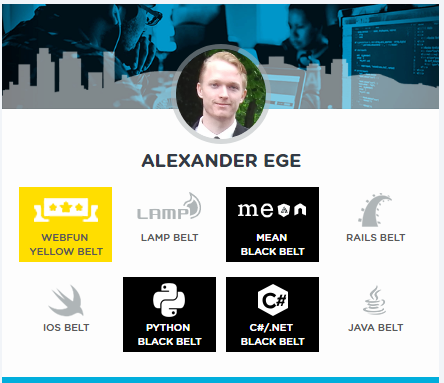 ALEXANDER EGE
WEBFUN
YELLOW BELT
LAMP
LAMP BELT
mean
MEAN
BLACK BELT
RAILS BELT
IOS BELT
PYTHON
BLACK BELT
C#
C#/.NET
BLACK BELT
JAVA BELT